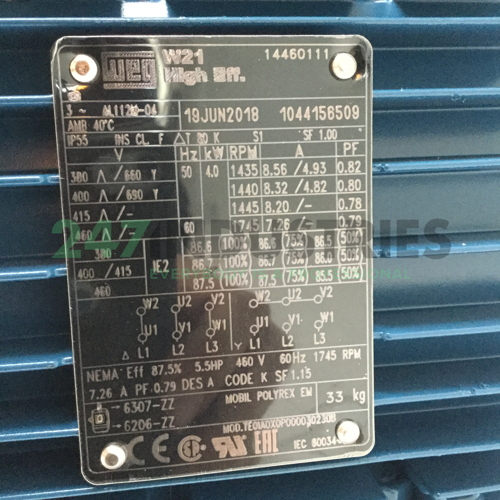 WEG W21 14460111
High Eff.
3 ~ AL112M-04 19JUN2018 1044156509
AMB 40°C
IP55 INS CL. F △T 80 K S1 SF 1.00
V Hz kW RPM A PF
380 △/660 Y 50 4.0 1435 8.56/4.93 0.82
400 △/690 Y 1440 8.32/4.82 0.80
415 △/- 1445 8.20/- 0.78
460 △/- 60 1745 7.26/- 0.79
380 IE2 86.6 (100%) 86.6 (75%) 86.5 (50%)
400 / 415 86.7 (100%) 86.7 (75%) 86.0 (50%)
460 87.5 (100%) 87.5 (75%) 85.5 (50%)
W2 U2 V2 W2 U2 V2
U1 V1 W1 U1 V1 W1
△ L1 L2 L3 Y L1 L2 L3
NEMA Eff 87.5% 5.5HP 460 V 60Hz 1745 RPM
7.26 A PF 0.79 DES A CODE K SF 1.15
→ 6307-ZZ MOBIL POLYREX EM 33 kg
→ 6206-ZZ
CE EAC IEC 60034-1
247 INDUSTRIES